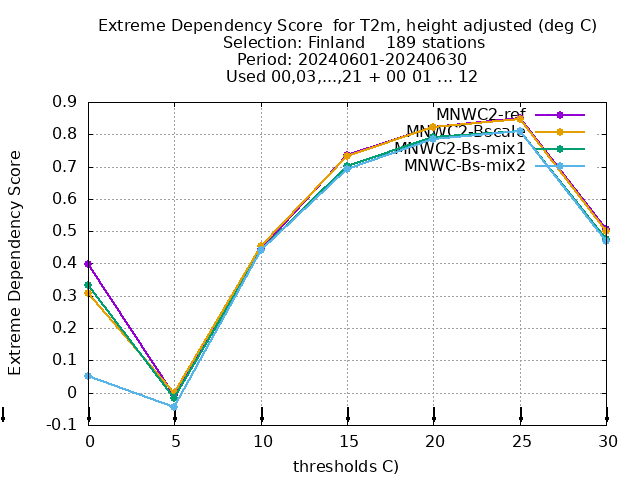 Extreme Dependency Score  for T2m, height adjusted (deg C)
Selection: Finland    189 stations
Period: 20240601-20240630
Used 00,03,...,21 + 00 01 ... 12
Extreme Dependency Score
MNWC2-ref
MNWC2-Bscale
MNWC2-Bs-mix1
MNWC-Bs-mix2
0.9
0.8
0.7
0.6
0.5
0.4
0.3
0.2
0.1
0
-0.1
0 5 10 15 20 25 30
thresholds C)